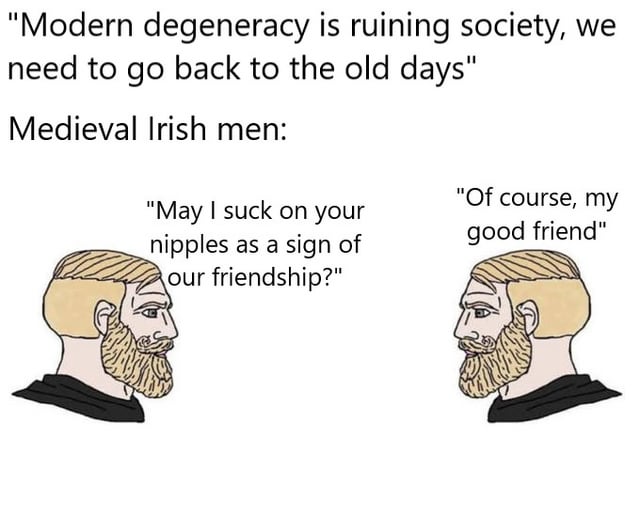 "Modern degeneracy is ruining society, we
need to go back to the old days"
Medieval Irish men:
"May I suck on your
nipples as a sign of
our friendship?"
"Of course, my
good friend"